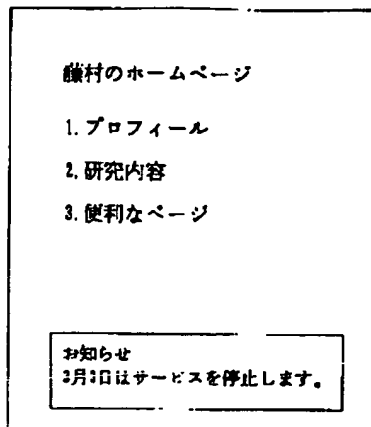 藤村のホームページ
1. プロフィール
2. 研究内容
3. 便利なページ
お知らせ
月 日はサービスを停止します。